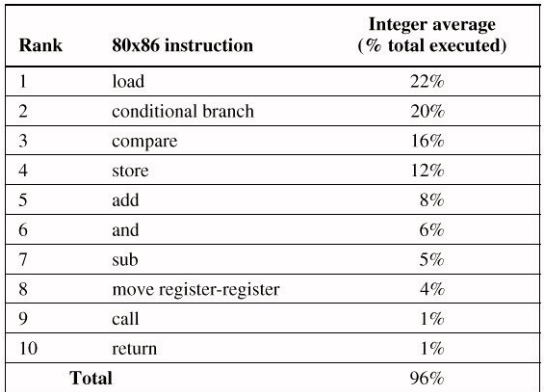 Rank 80x86 instruction Integer average (% total executed)
1 load 22%
2 conditional branch 20%
3 compare 16%
4 store 12%
5 add 8%
6 and 6%
7 sub 5%
8 move register-register 4%
9 call 1%
10 return 1%
Total 96%